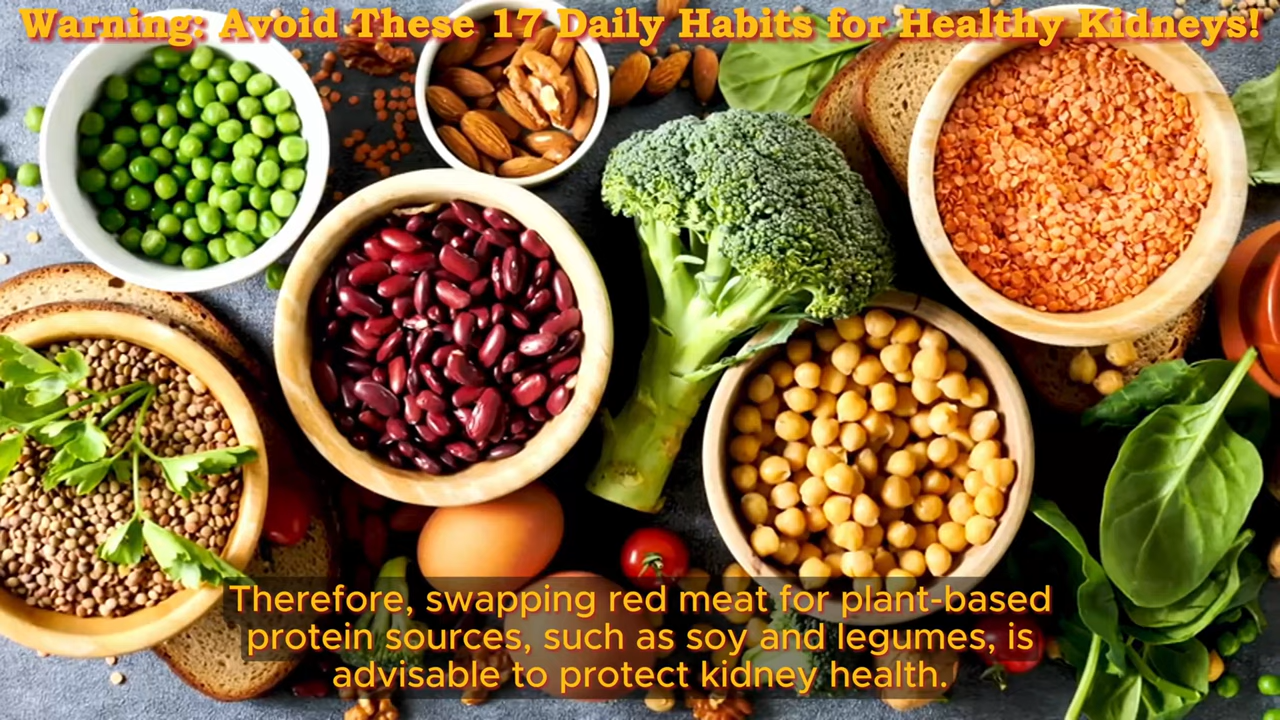 Warning: Avoid These 17 Daily Habits for Healthy Kidneys!
Therefore, swapping red meat for plant-based
protein sources, such as soy and legumes, is
advisable to protect kidney health.